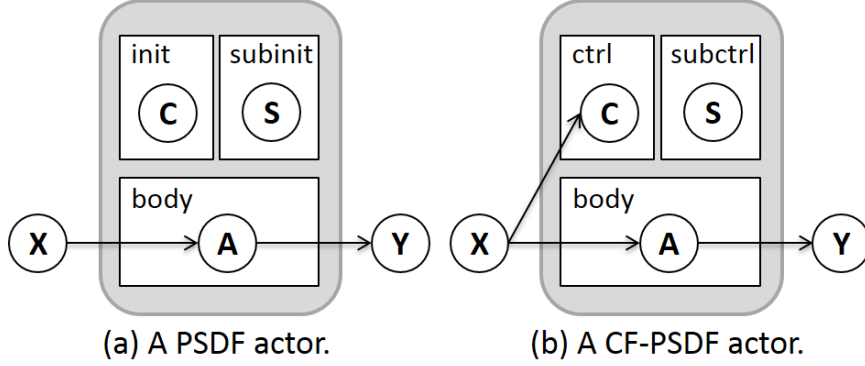 init
subinit
C
S
body
X
A
Y
(a) A PSDF actor.
ctrl
subctrl
C
S
body
X
A
Y
(b) A CF-PSDF actor.